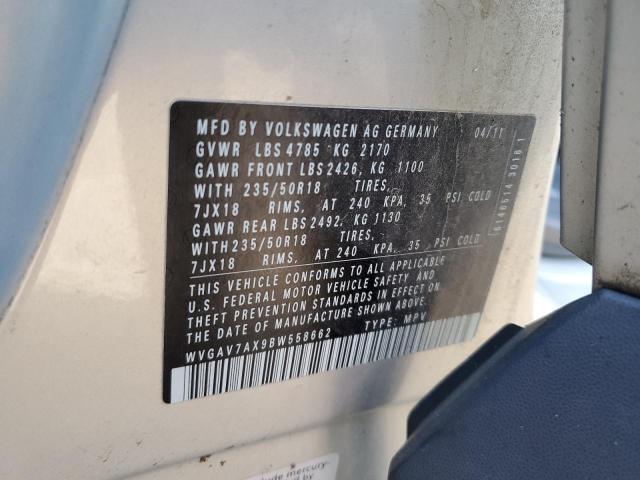 MFD BY VOLKSWAGEN AG GERMANY 04/11
GVWR LBS 4785 KG 2170
GAWR FRONT LBS 2426, KG 1100
WITH 235/50R18 TIRES,
7JX18 RIMS, AT 240 KPA, 35 PSI COLD
GAWR REAR LBS 2492, KG 1130
WITH 235/50R18 TIRES,
7JX18 RIMS, AT 240 KPA, 35 PSI COLD
THIS VEHICLE CONFORMS TO ALL APPLICABLE
U.S. FEDERAL MOTOR VEHICLE SAFETY AND
THEFT PREVENTION STANDARDS IN EFFECT ON
THE DATE OF MANUFACTURE SHOWN ABOVE.
WVGAV7AX9BW558662 TYPE: MPV
mercury
by